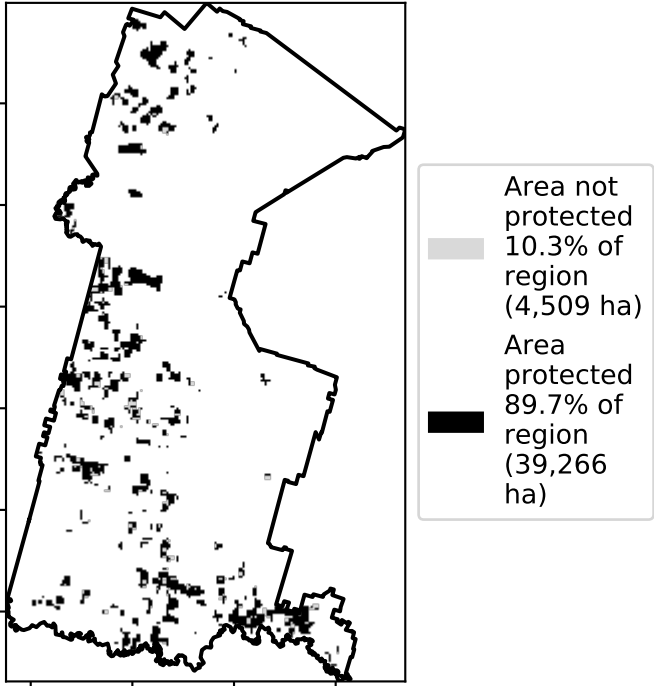 Area not
protected
10.3% of
region
(4,509 ha)
Area
protected
89.7% of
region
(39,266
ha)